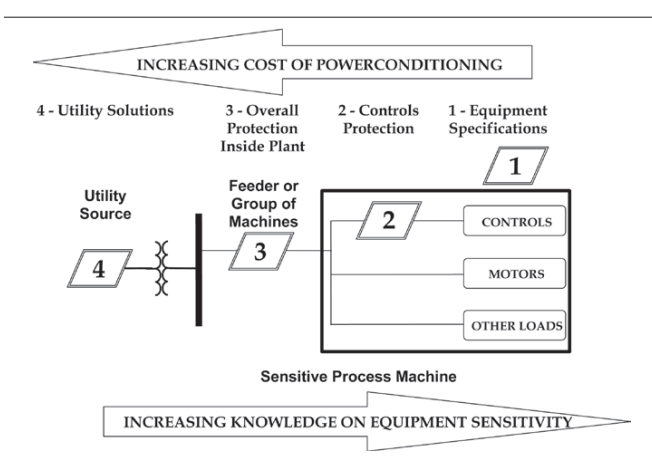 INCREASING COST OF POWERCONDITIONING
4 - Utility Solutions
3 - Overall
Protection
Inside Plant
2 - Controls
Protection
1 - Equipment
Specifications
1
Utility
Source
Feeder or
Group of
Machines
2
CONTROLS
3
4
MOTORS
OTHER LOADS
Sensitive Process Machine
INCREASING KNOWLEDGE ON EQUIPMENT SENSITIVITY